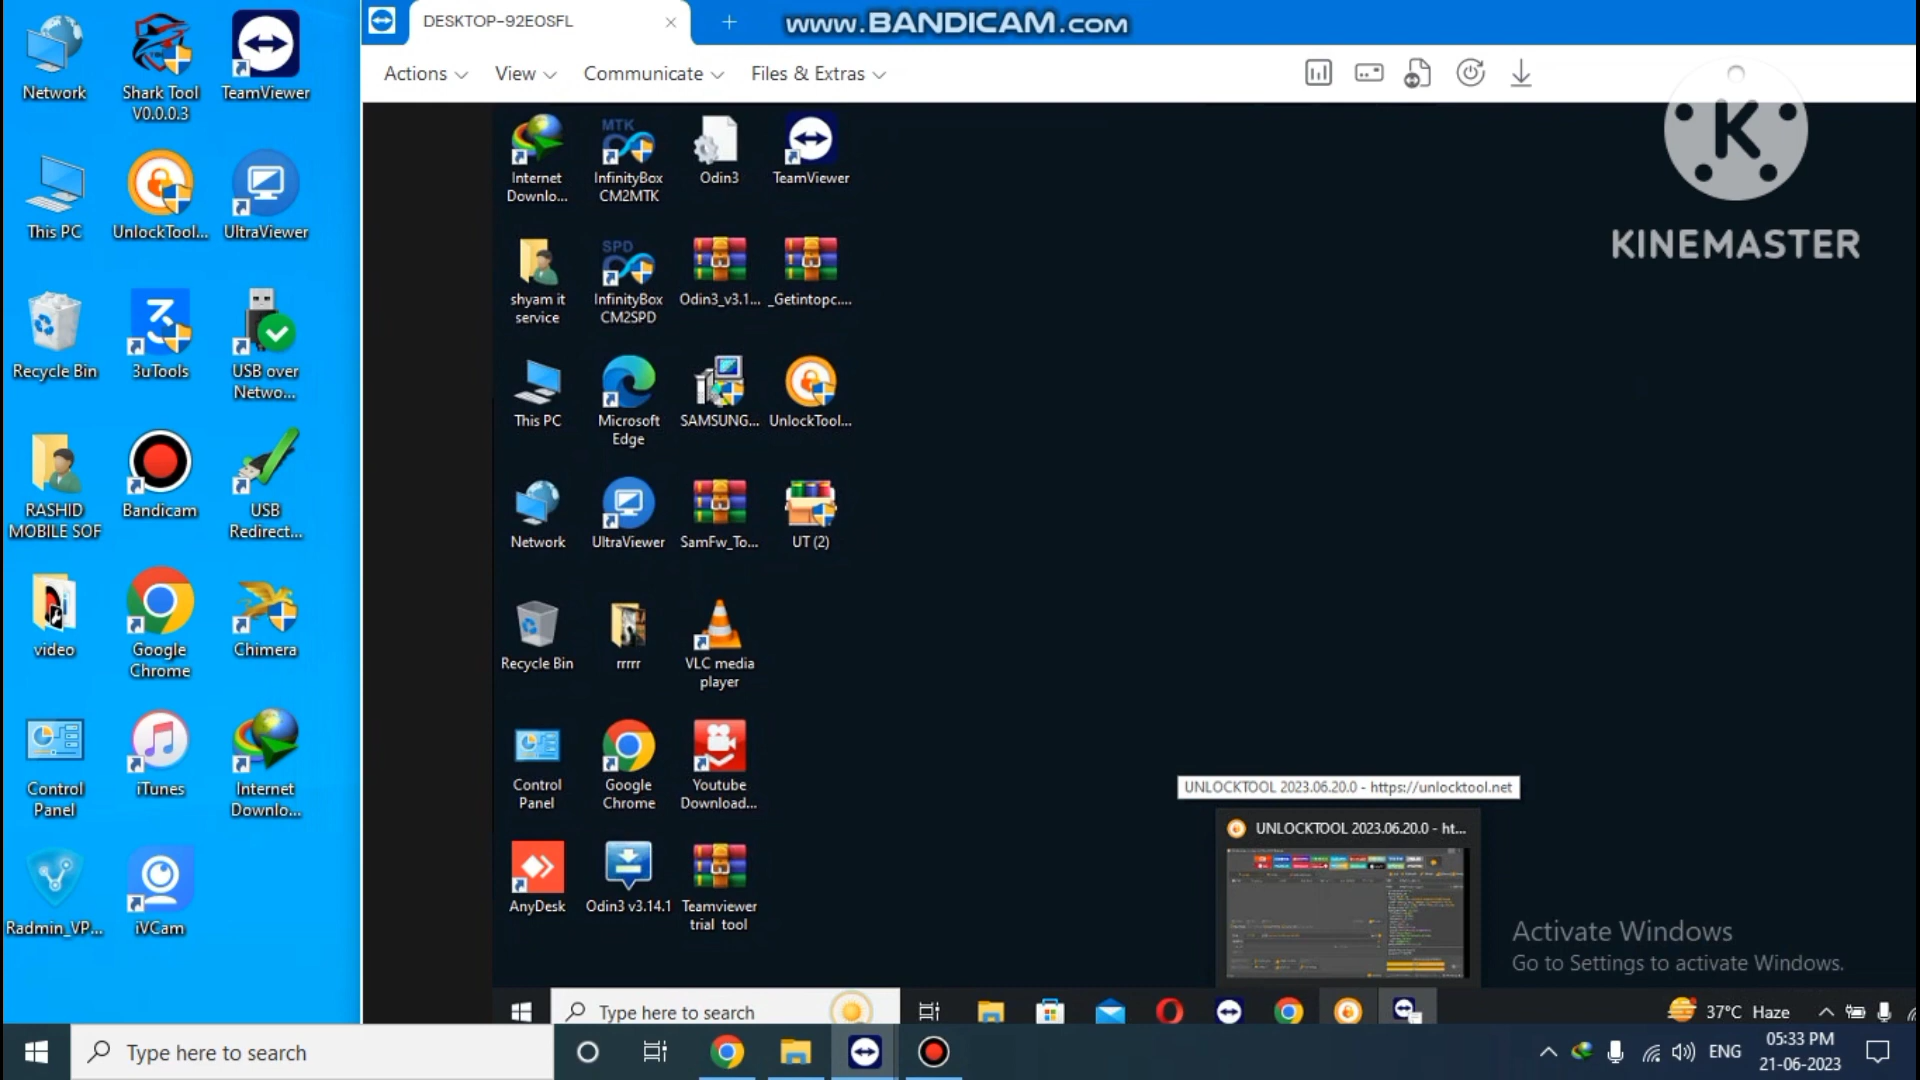 DESKTOP-92EOSFL
www.BANDICAM.com
Actions
View
Communicate
Files & Extras
K
KINEMASTER
Network
Shark Tool
V0.0.0.3
TeamViewer
This PC
UnlockTool...
UltraViewer
Recycle Bin
3uTools
USB over
Netwo...
RASHID
MOBILE SOF
Bandicam
USB
Redirect...
video
Google
Chrome
Chimera
Control
Panel
iTunes
Internet
Downlo...
Radmin_VP...
iVCam
Internet
Downlo...
MTK
InfinityBox
CM2MTK
Odin3
TeamViewer
shyam it
service
SPD
InfinityBox
CM2SPD
Odin3_v3.1...
_Getintopc....
This PC
Microsoft
Edge
SAMSUNG...
UnlockTool...
Network
UltraViewer
SamFw_To...
UT (2)
Recycle Bin
rrrrr
VLC media
player
Control
Panel
Google
Chrome
Youtube
Download...
AnyDesk
Odin3 v3.14.1
Teamviewer
trial tool
UNLOCKTOOL 2023.06.20.0 - https://unlocktool.net
UNLOCKTOOL 2023.06.20.0 - ht...
Activate Windows
Go to Settings to activate Windows.
Type here to search
37°C Haze
Type here to search
ENG
05:33 PM
21-06-2023